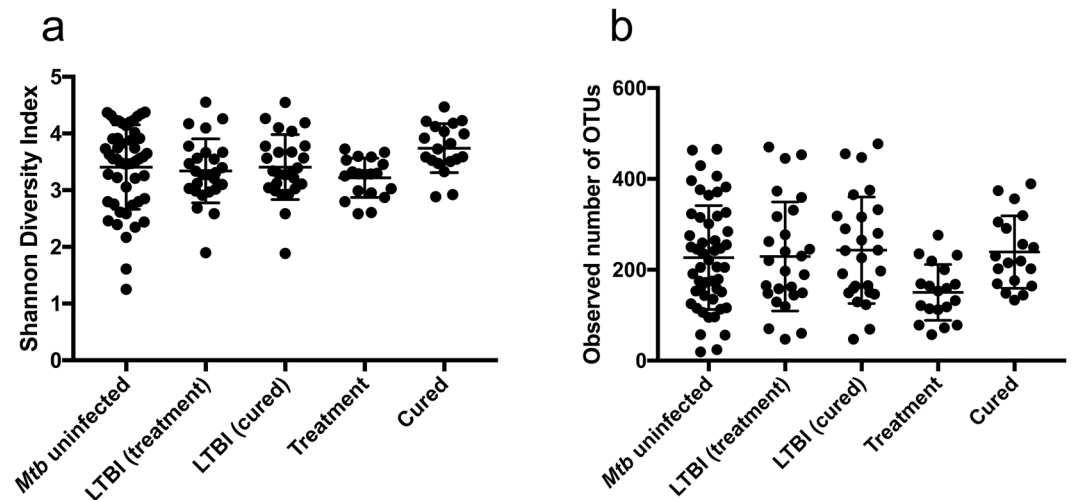 a
Shannon Diversity Index
5
4
3
2
1
0
Mtb uninfected
LTBI (treatment)
LTBI (cured)
Treatment
Cured
b
Observed number of OTUs
600
400
200
0
Mtb uninfected
LTBI (treatment)
LTBI (cured)
Treatment
Cured